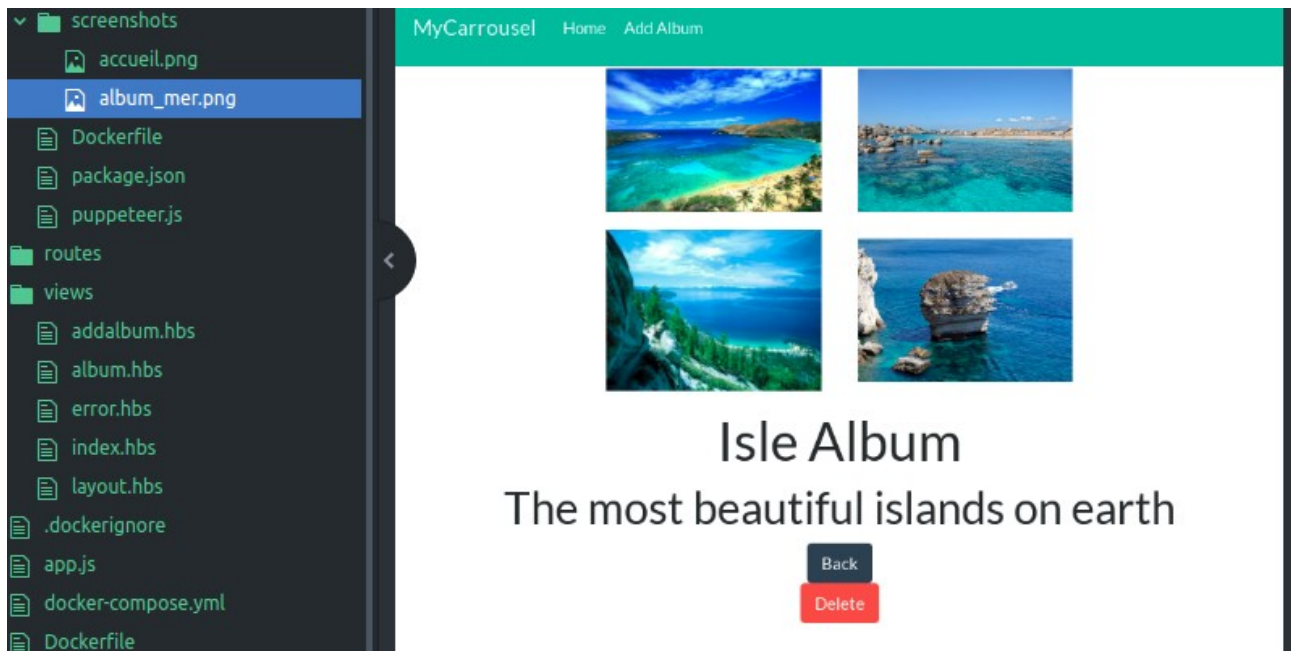 screenshots
accueil.png
album_mer.png
Dockerfile
package.json
puppeteer.js
routes
views
addalbum.hbs
album.hbs
error.hbs
index.hbs
layout.hbs
.dockerignore
app.js
docker-compose.yml
Dockerfile
MyCarrousel Home Add Album
Isle Album
The most beautiful islands on earth
Back
Delete